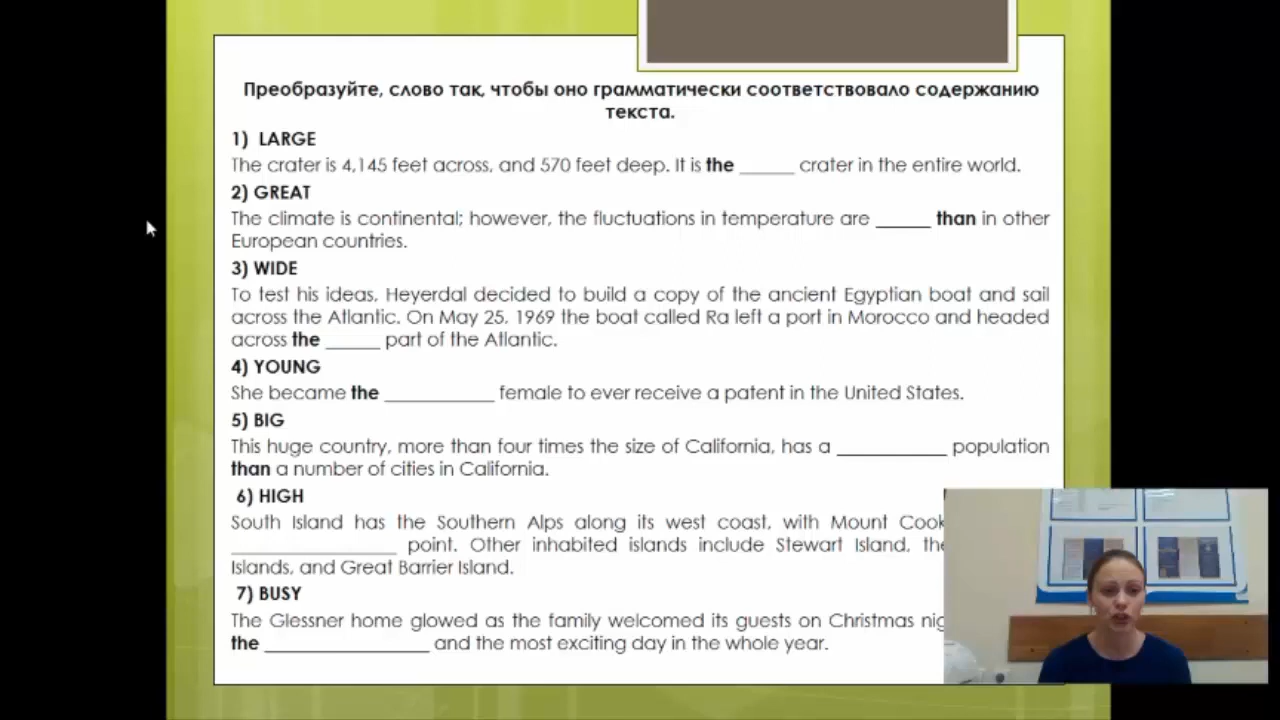 Преобразуйте, слово так, чтобы оно грамматически соответствовало содержанию
текста.
1) LARGE
The crater is 4,145 feet across, and 570 feet deep. It is the ______ crater in the entire world.
2) GREAT
The climate is continental; however, the fluctuations in temperature are ______ than in other
European countries.
3) WIDE
To test his ideas, Heyerdal decided to build a copy of the ancient Egyptian boat and sail
across the Atlantic. On May 25, 1969 the boat called Ra left a port in Morocco and headed
across the ______ part of the Atlantic.
4) YOUNG
She became the ____________ female to ever receive a patent in the United States.
5) BIG
This huge country, more than four times the size of California, has a ____________ population
than a number of cities in California.
6) HIGH
South Island has the Southern Alps along its west coast, with Mount Cook
__________________ point. Other inhabited islands include Stewart Island, the
Islands, and Great Barrier Island.
7) BUSY
The Glessner home glowed as the family welcomed its guests on Christmas nig
the __________________ and the most exciting day in the whole year.